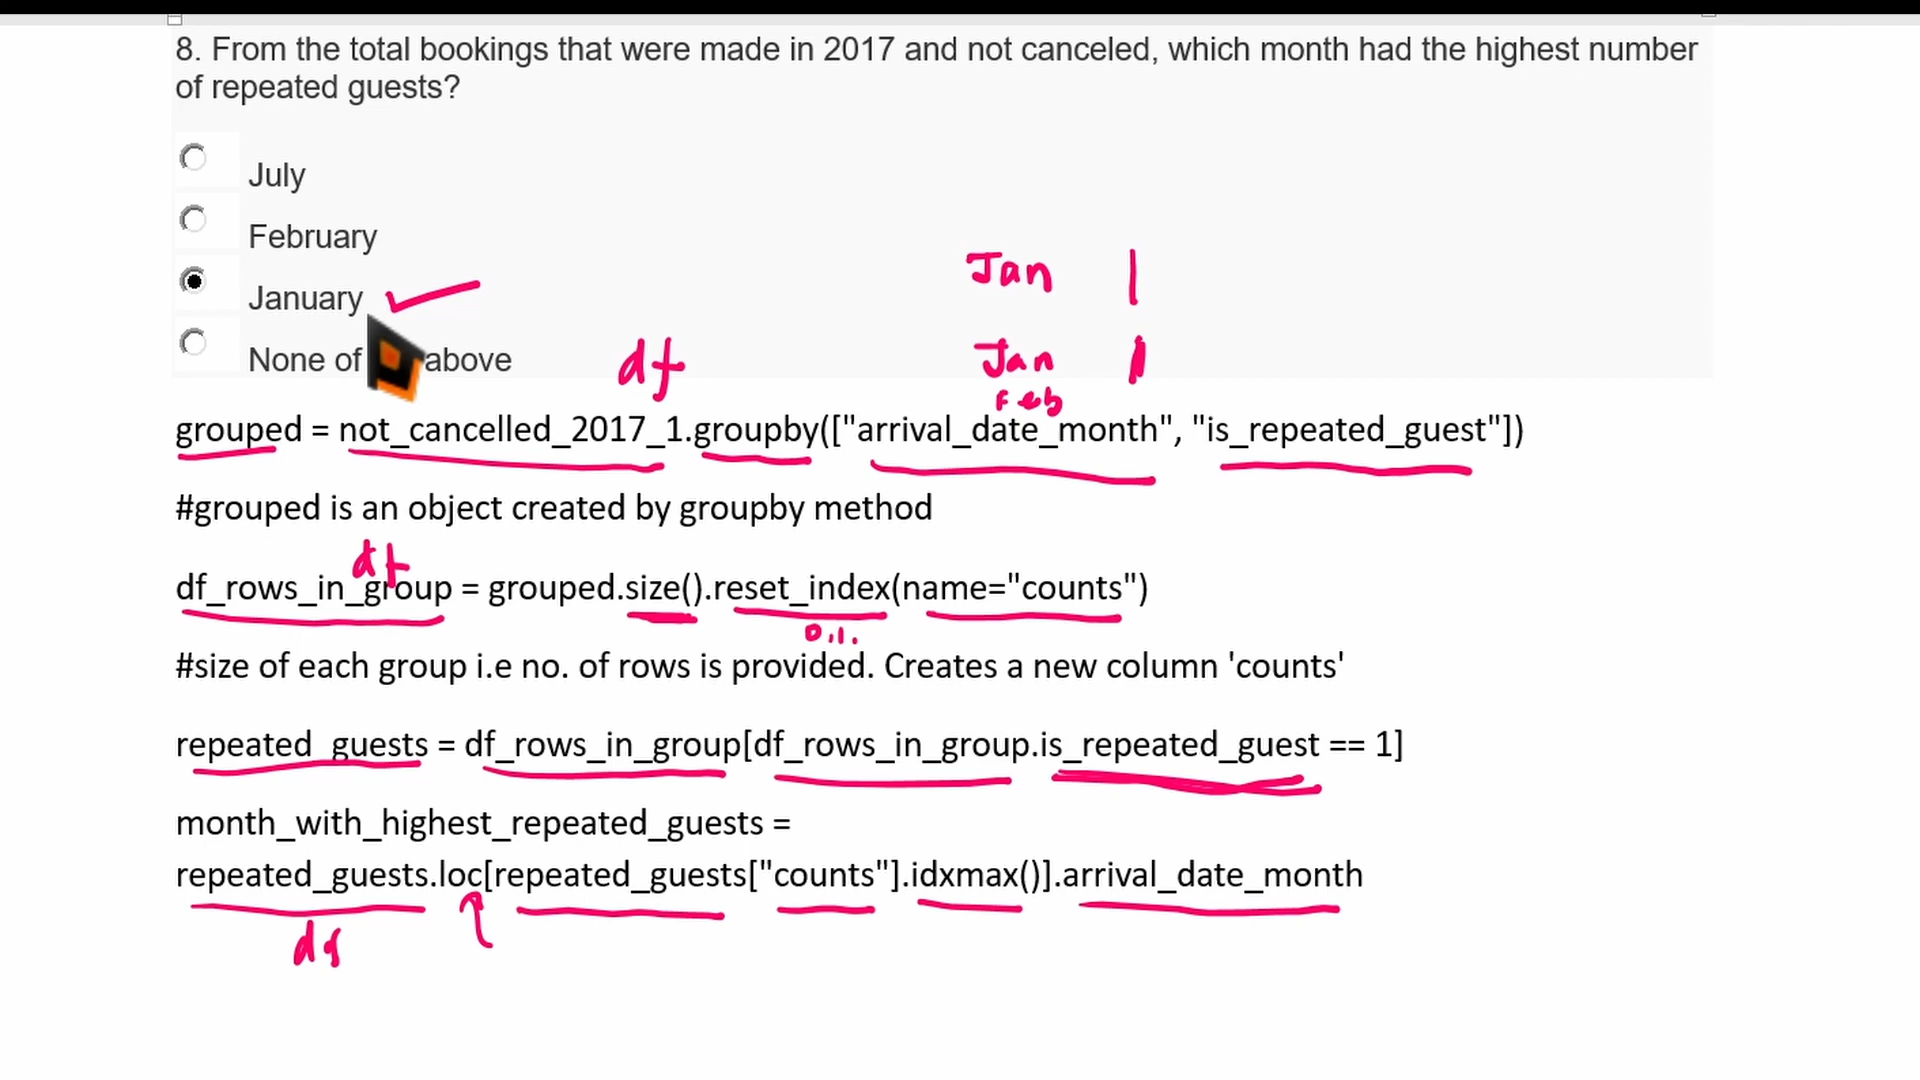 8. From the total bookings that were made in 2017 and not canceled, which month had the highest number
of repeated guests?
July
February
January
None of above
Jan 1
df
Jan 1
Feb
grouped = not_cancelled_2017_1.groupby(["arrival_date_month", "is_repeated_guest"])
#grouped is an object created by groupby method
df
df_rows_in_group = grouped.size().reset_index(name="counts")
0.1.
#size of each group i.e no. of rows is provided. Creates a new column 'counts'
repeated_guests = df_rows_in_group[df_rows_in_group.is_repeated_guest == 1]
month_with_highest_repeated_guests =
repeated_guests.loc[repeated_guests["counts"].idxmax()].arrival_date_month
df